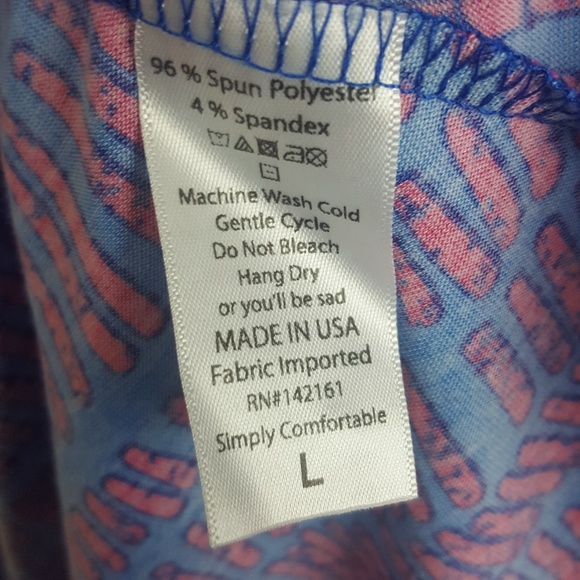 96 % Spun Polyester
4 % Spandex
Machine Wash Cold
Gentle Cycle
Do Not Bleach
Hang Dry
or you'll be sad
MADE IN USA
Fabric Imported
RN#142161
Simply Comfortable
L